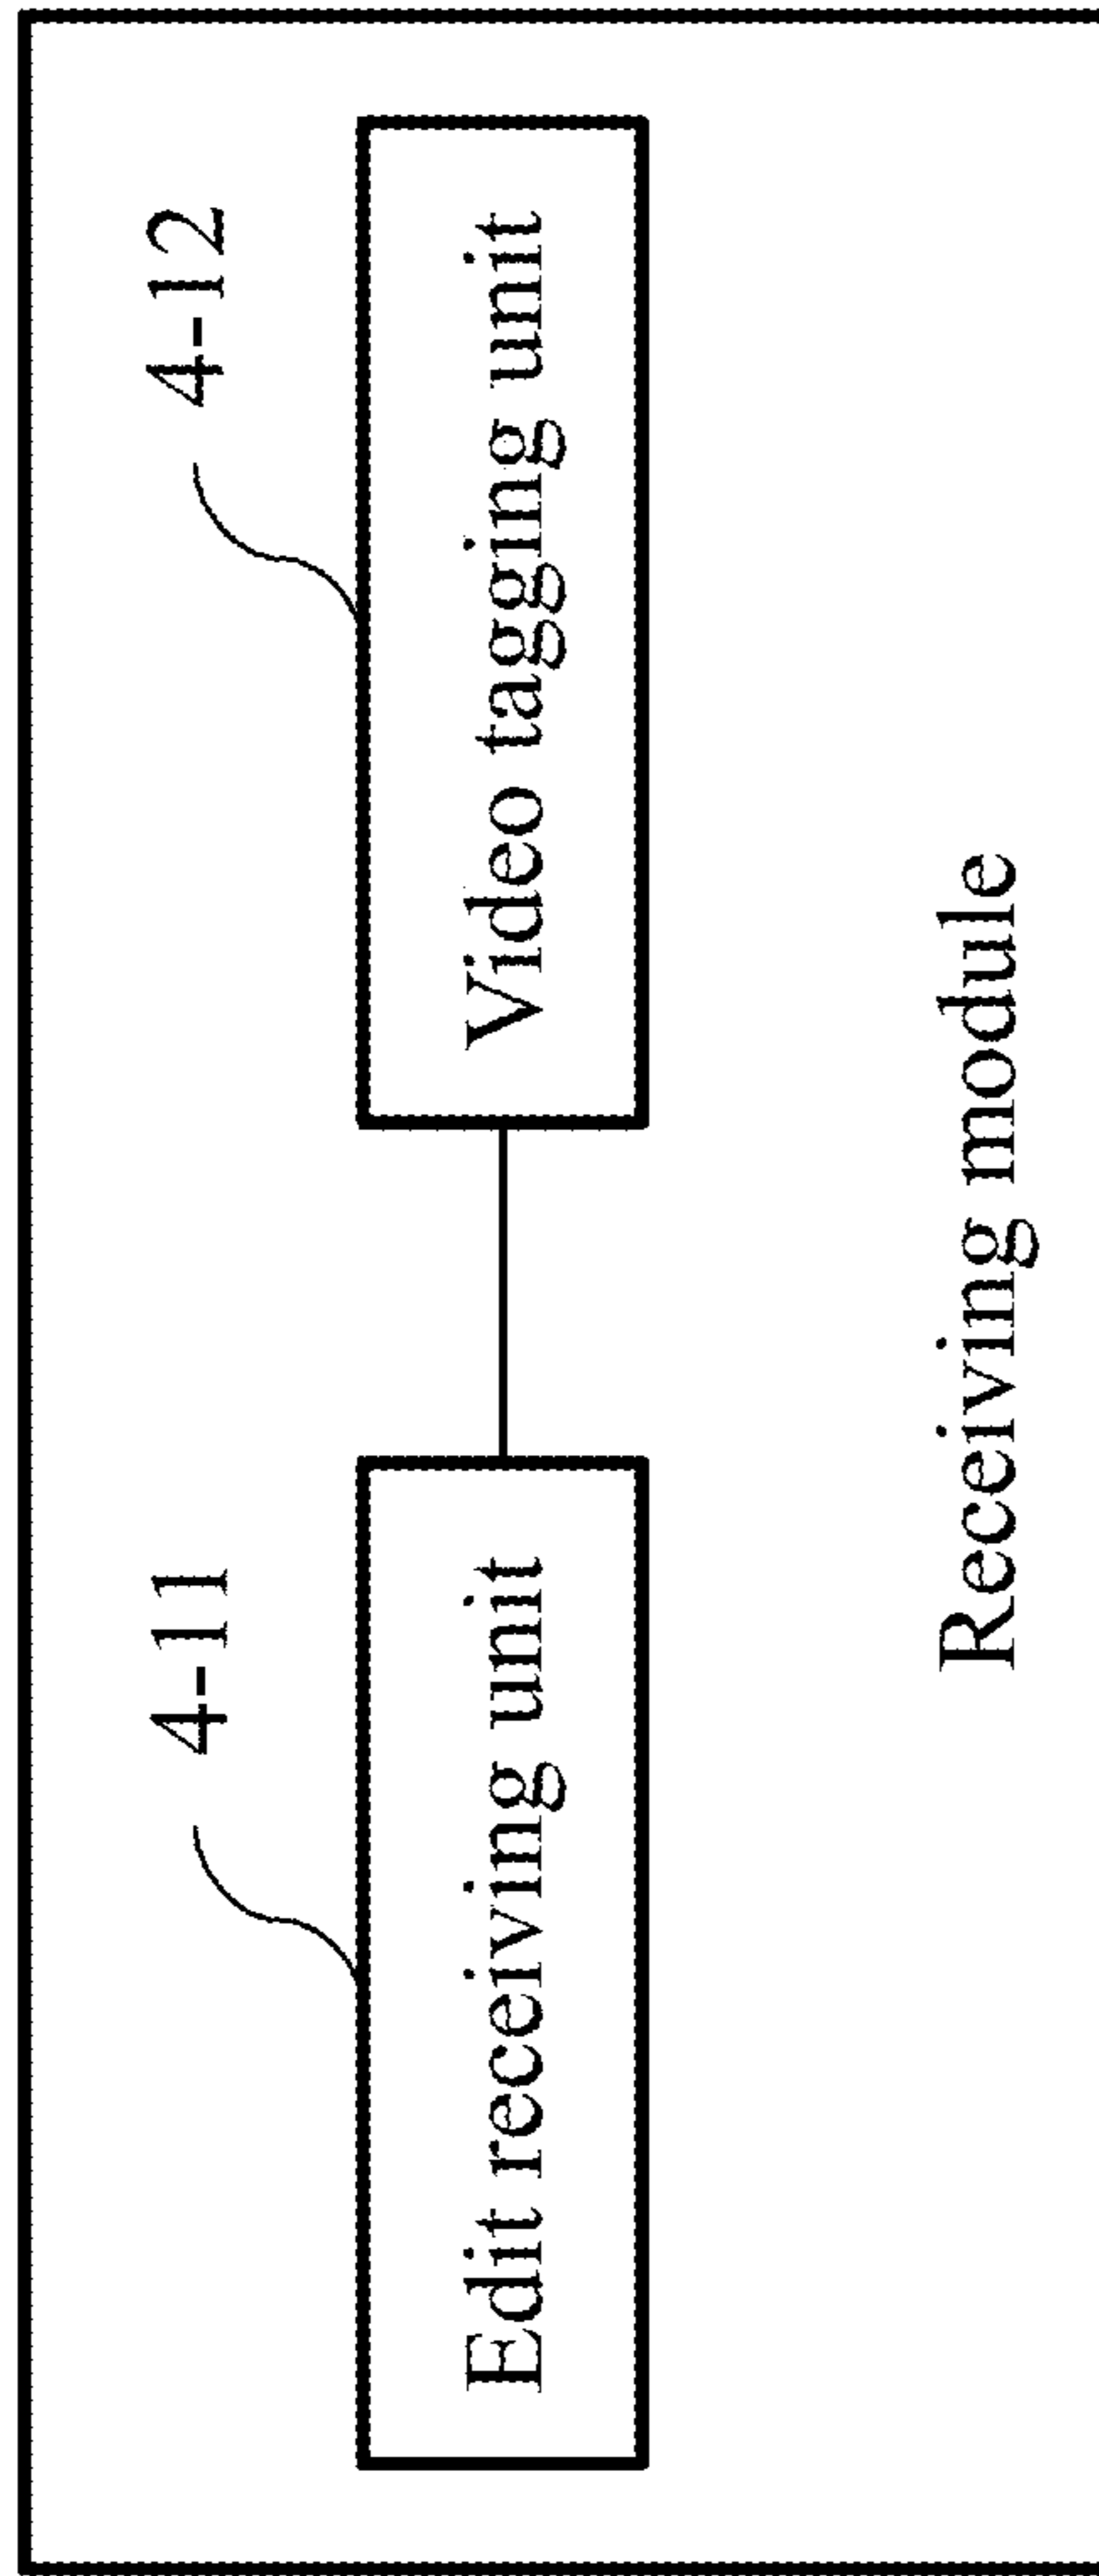 4-11
4-12
Edit receiving unit
Video tagging unit
Receiving module